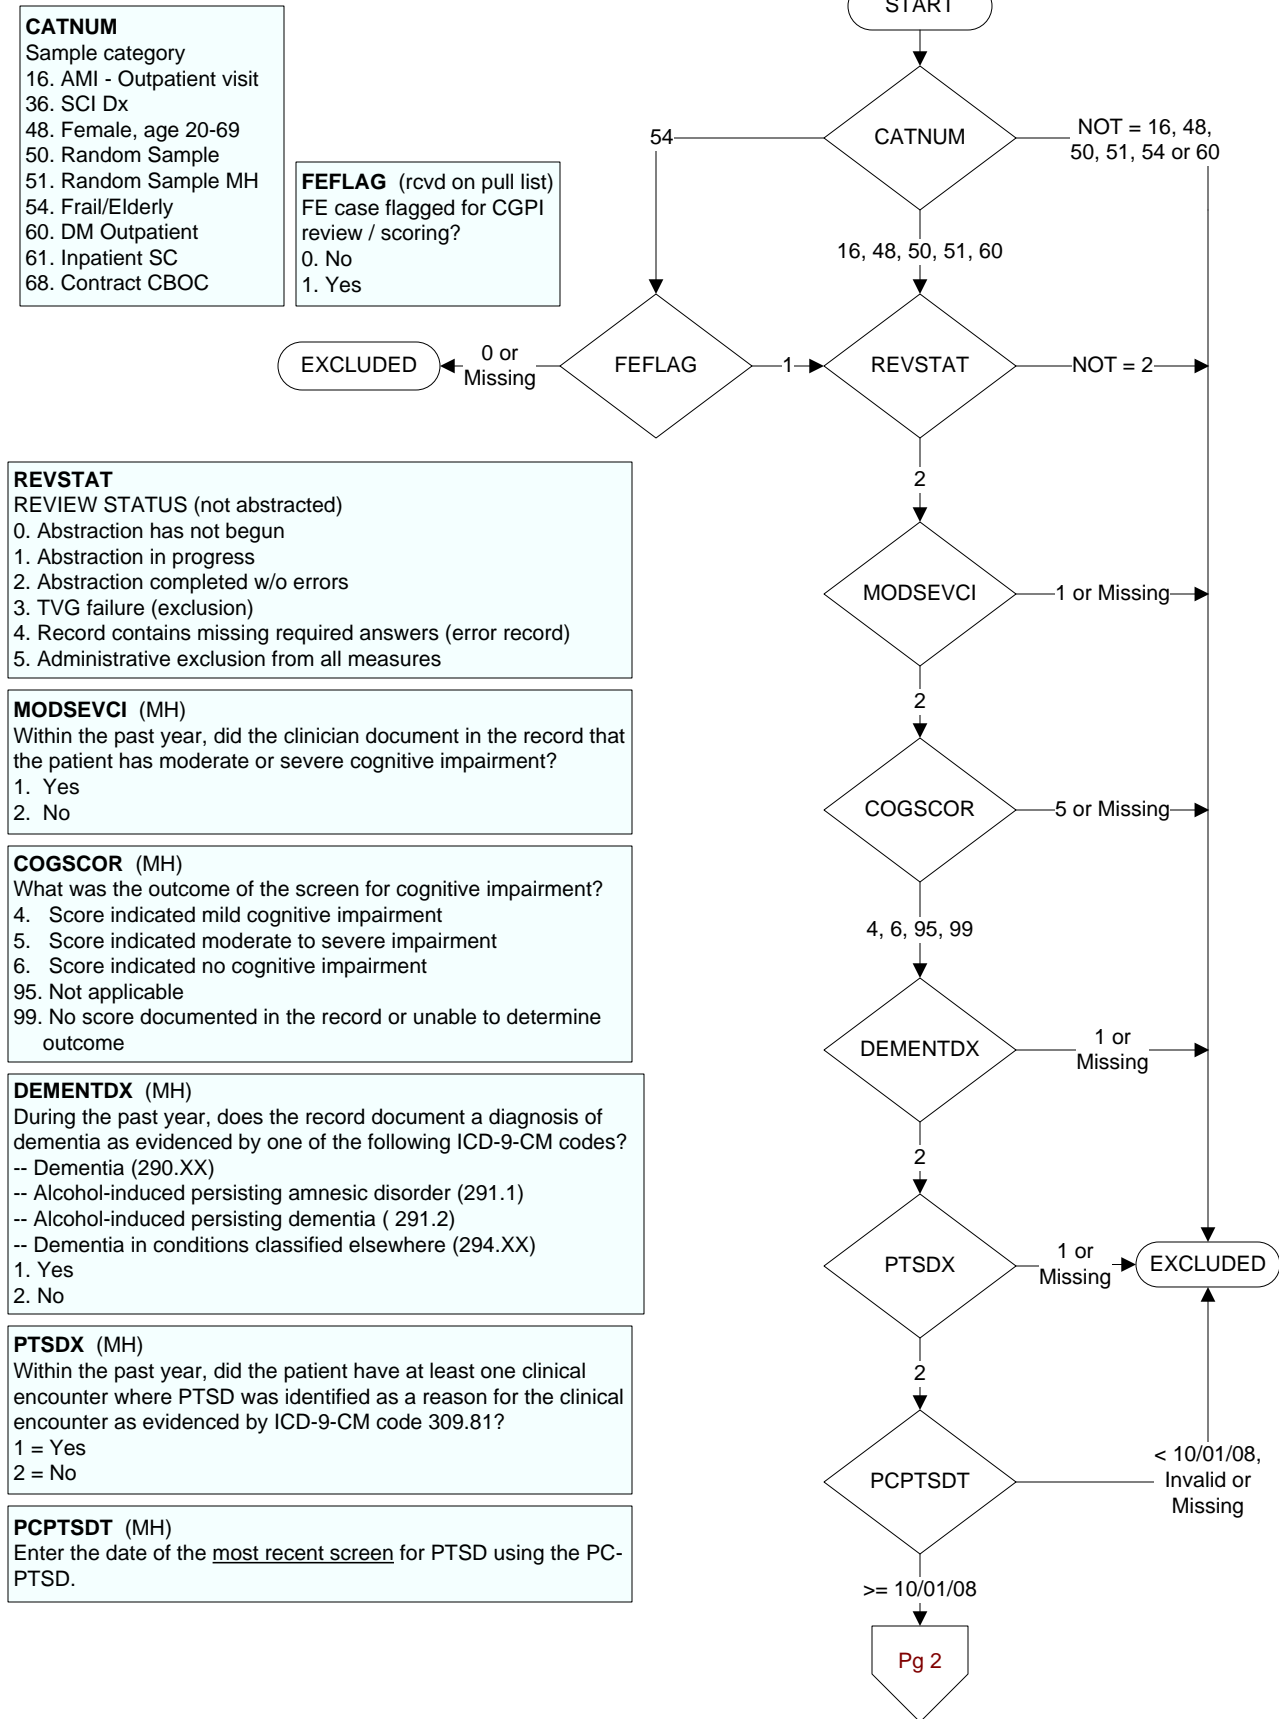 START
CATNUM
Sample category
16. AMI - Outpatient visit
36. SCI Dx
48. Female, age 20-69
50. Random Sample
51. Random Sample MH
54. Frail/Elderly
60. DM Outpatient
61. Inpatient SC
68. Contract CBOC
FEFLAG (rcvd on pull list)
FE case flagged for CGPI
review / scoring?
0. No
1. Yes
54
CATNUM
NOT = 16, 48,
50, 51, 54 or 60
16, 48, 50, 51, 60
EXCLUDED
0 or
Missing
FEFLAG
1
REVSTAT
NOT = 2
2
REVSTAT
REVIEW STATUS (not abstracted)
0. Abstraction has not begun
1. Abstraction in progress
2. Abstraction completed w/o errors
3. TVG failure (exclusion)
4. Record contains missing required answers (error record)
5. Administrative exclusion from all measures
MODSEVCI
1 or Missing
2
MODSEVCI (MH)
Within the past year, did the clinician document in the record that
the patient has moderate or severe cognitive impairment?
1. Yes
2. No
COGSCOR
5 or Missing
4, 6, 95, 99
COGSCOR (MH)
What was the outcome of the screen for cognitive impairment?
4. Score indicated mild cognitive impairment
5. Score indicated moderate to severe impairment
6. Score indicated no cognitive impairment
95. Not applicable
99. No score documented in the record or unable to determine
outcome
DEMENTDX
1 or
Missing
2
DEMENTDX (MH)
During the past year, does the record document a diagnosis of
dementia as evidenced by one of the following ICD-9-CM codes?
-- Dementia (290.XX)
-- Alcohol-induced persisting amnesic disorder (291.1)
-- Alcohol-induced persisting dementia ( 291.2)
-- Dementia in conditions classified elsewhere (294.XX)
1. Yes
2. No
PTSDX
1 or
Missing
EXCLUDED
2
PTSDX (MH)
Within the past year, did the patient have at least one clinical
encounter where PTSD was identified as a reason for the clinical
encounter as evidenced by ICD-9-CM code 309.81?
1 = Yes
2 = No
PCPTSDT
< 10/01/08,
Invalid or
Missing
PCPTSDT (MH)
Enter the date of the most recent screen for PTSD using the PC-
PTSD.
>= 10/01/08
Pg 2